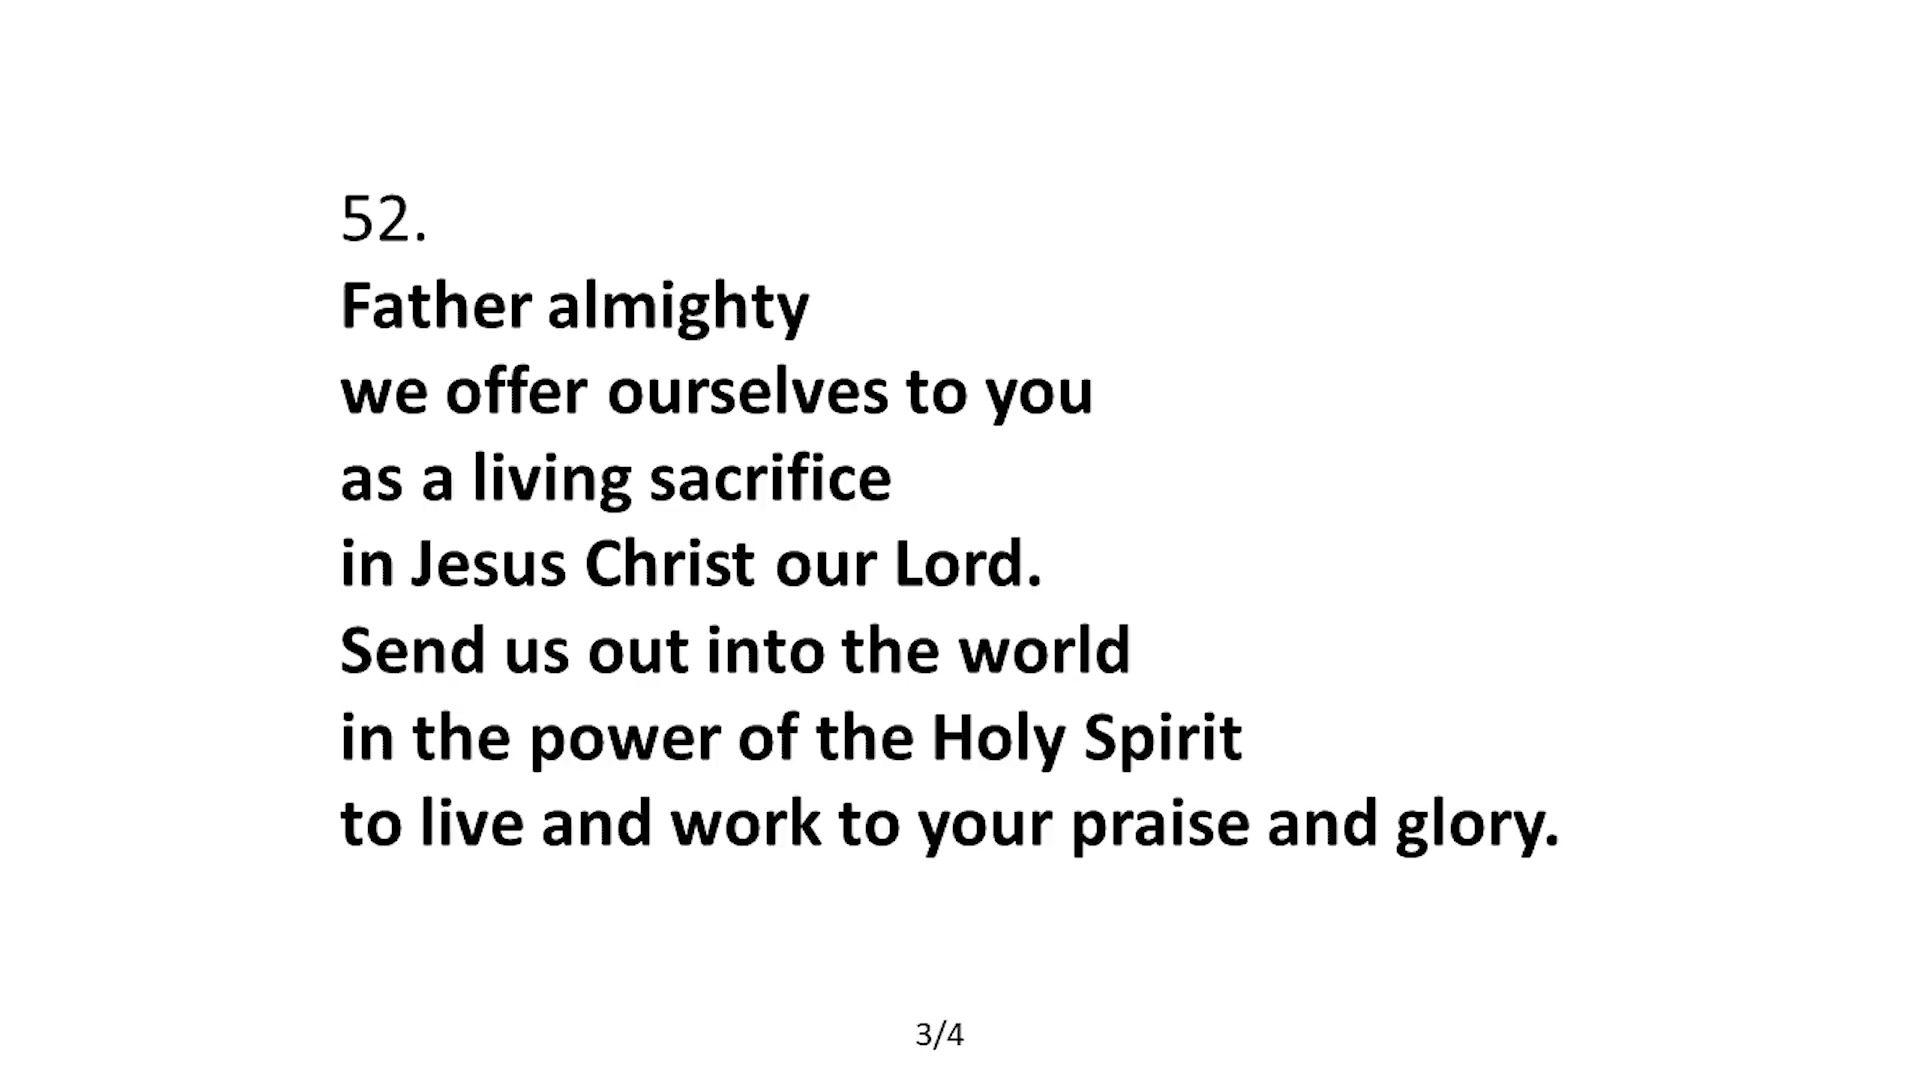 52.
Father almighty
we offer ourselves to you
as a living sacrifice
in Jesus Christ our Lord.
Send us out into the world
in the power of the Holy Spirit
to live and work to your praise and glory.
3/4